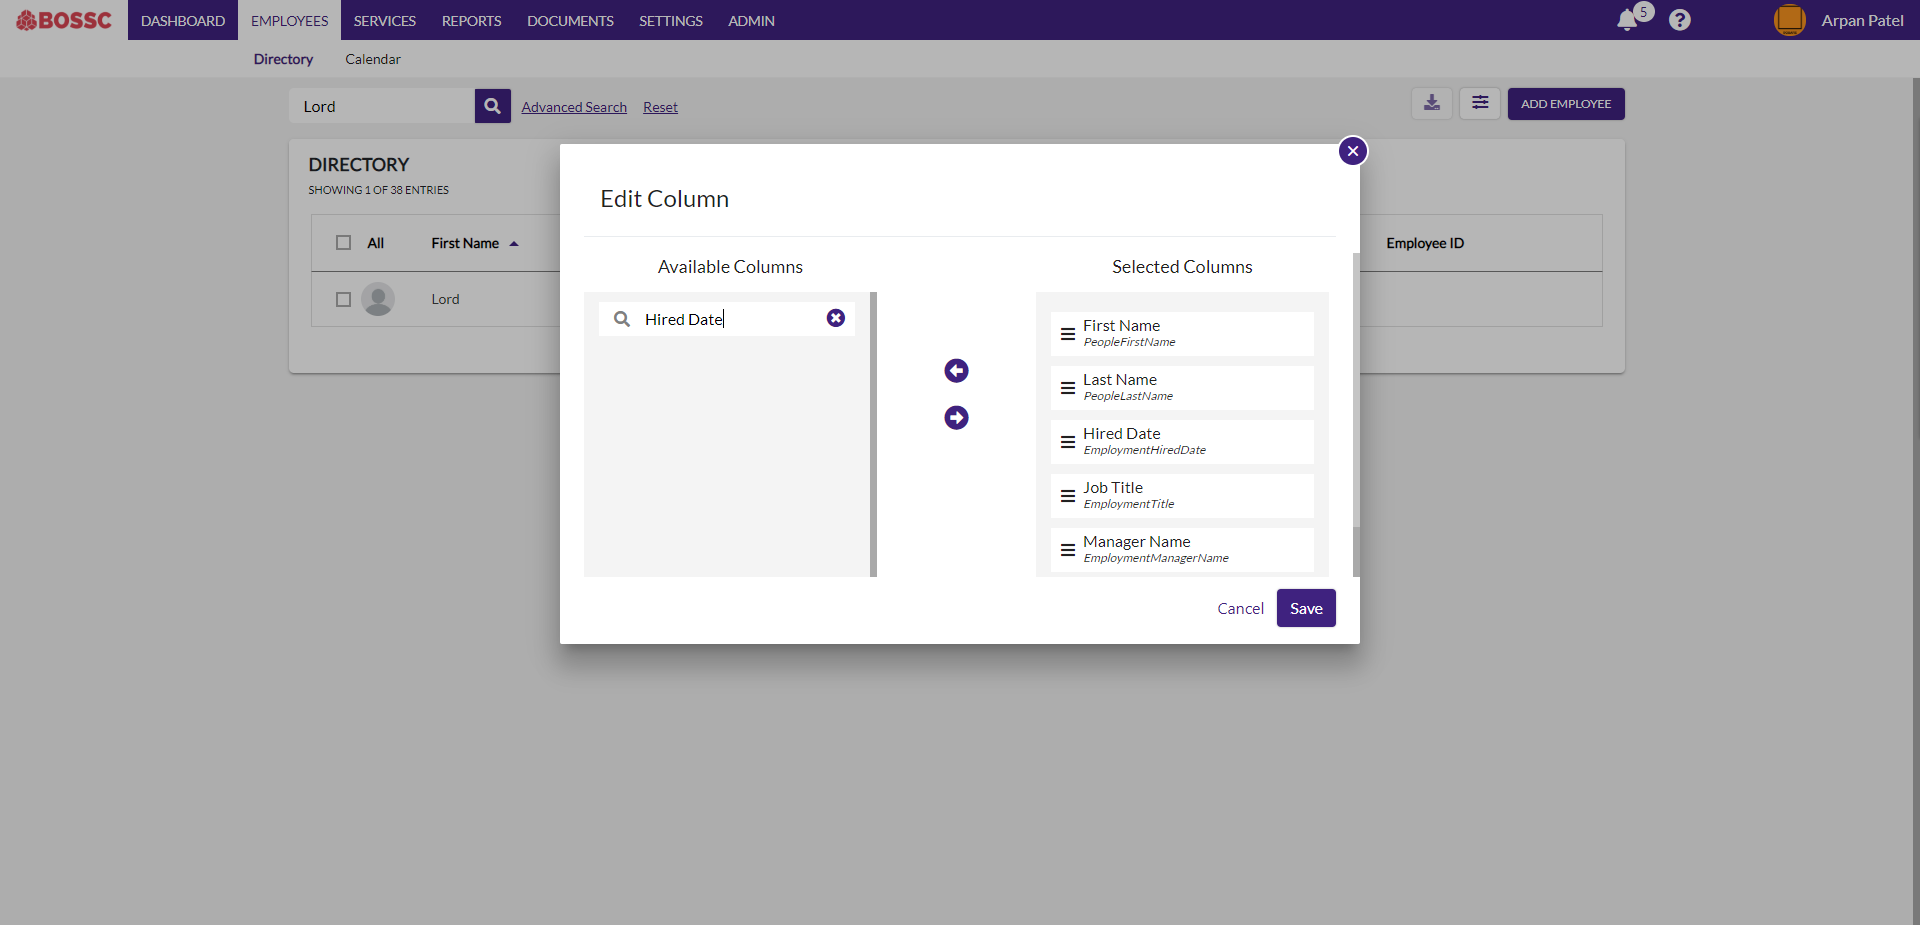 BOSSC
DASHBOARD EMPLOYEES SERVICES REPORTS DOCUMENTS SETTINGS ADMIN 5 ? Arpan Patel
Directory Calendar
Lord Advanced Search Reset ADD EMPLOYEE
DIRECTORY
SHOWING 1 OF 38 ENTRIES
All First Name Employee ID
Lord
Edit Column
Available Columns Selected Columns
Hired Date
First Name
PeopleFirstName
Last Name
PeopleLastName
Hired Date
EmploymentHiredDate
Job Title
EmploymentTitle
Manager Name
EmploymentManagerName
Cancel Save